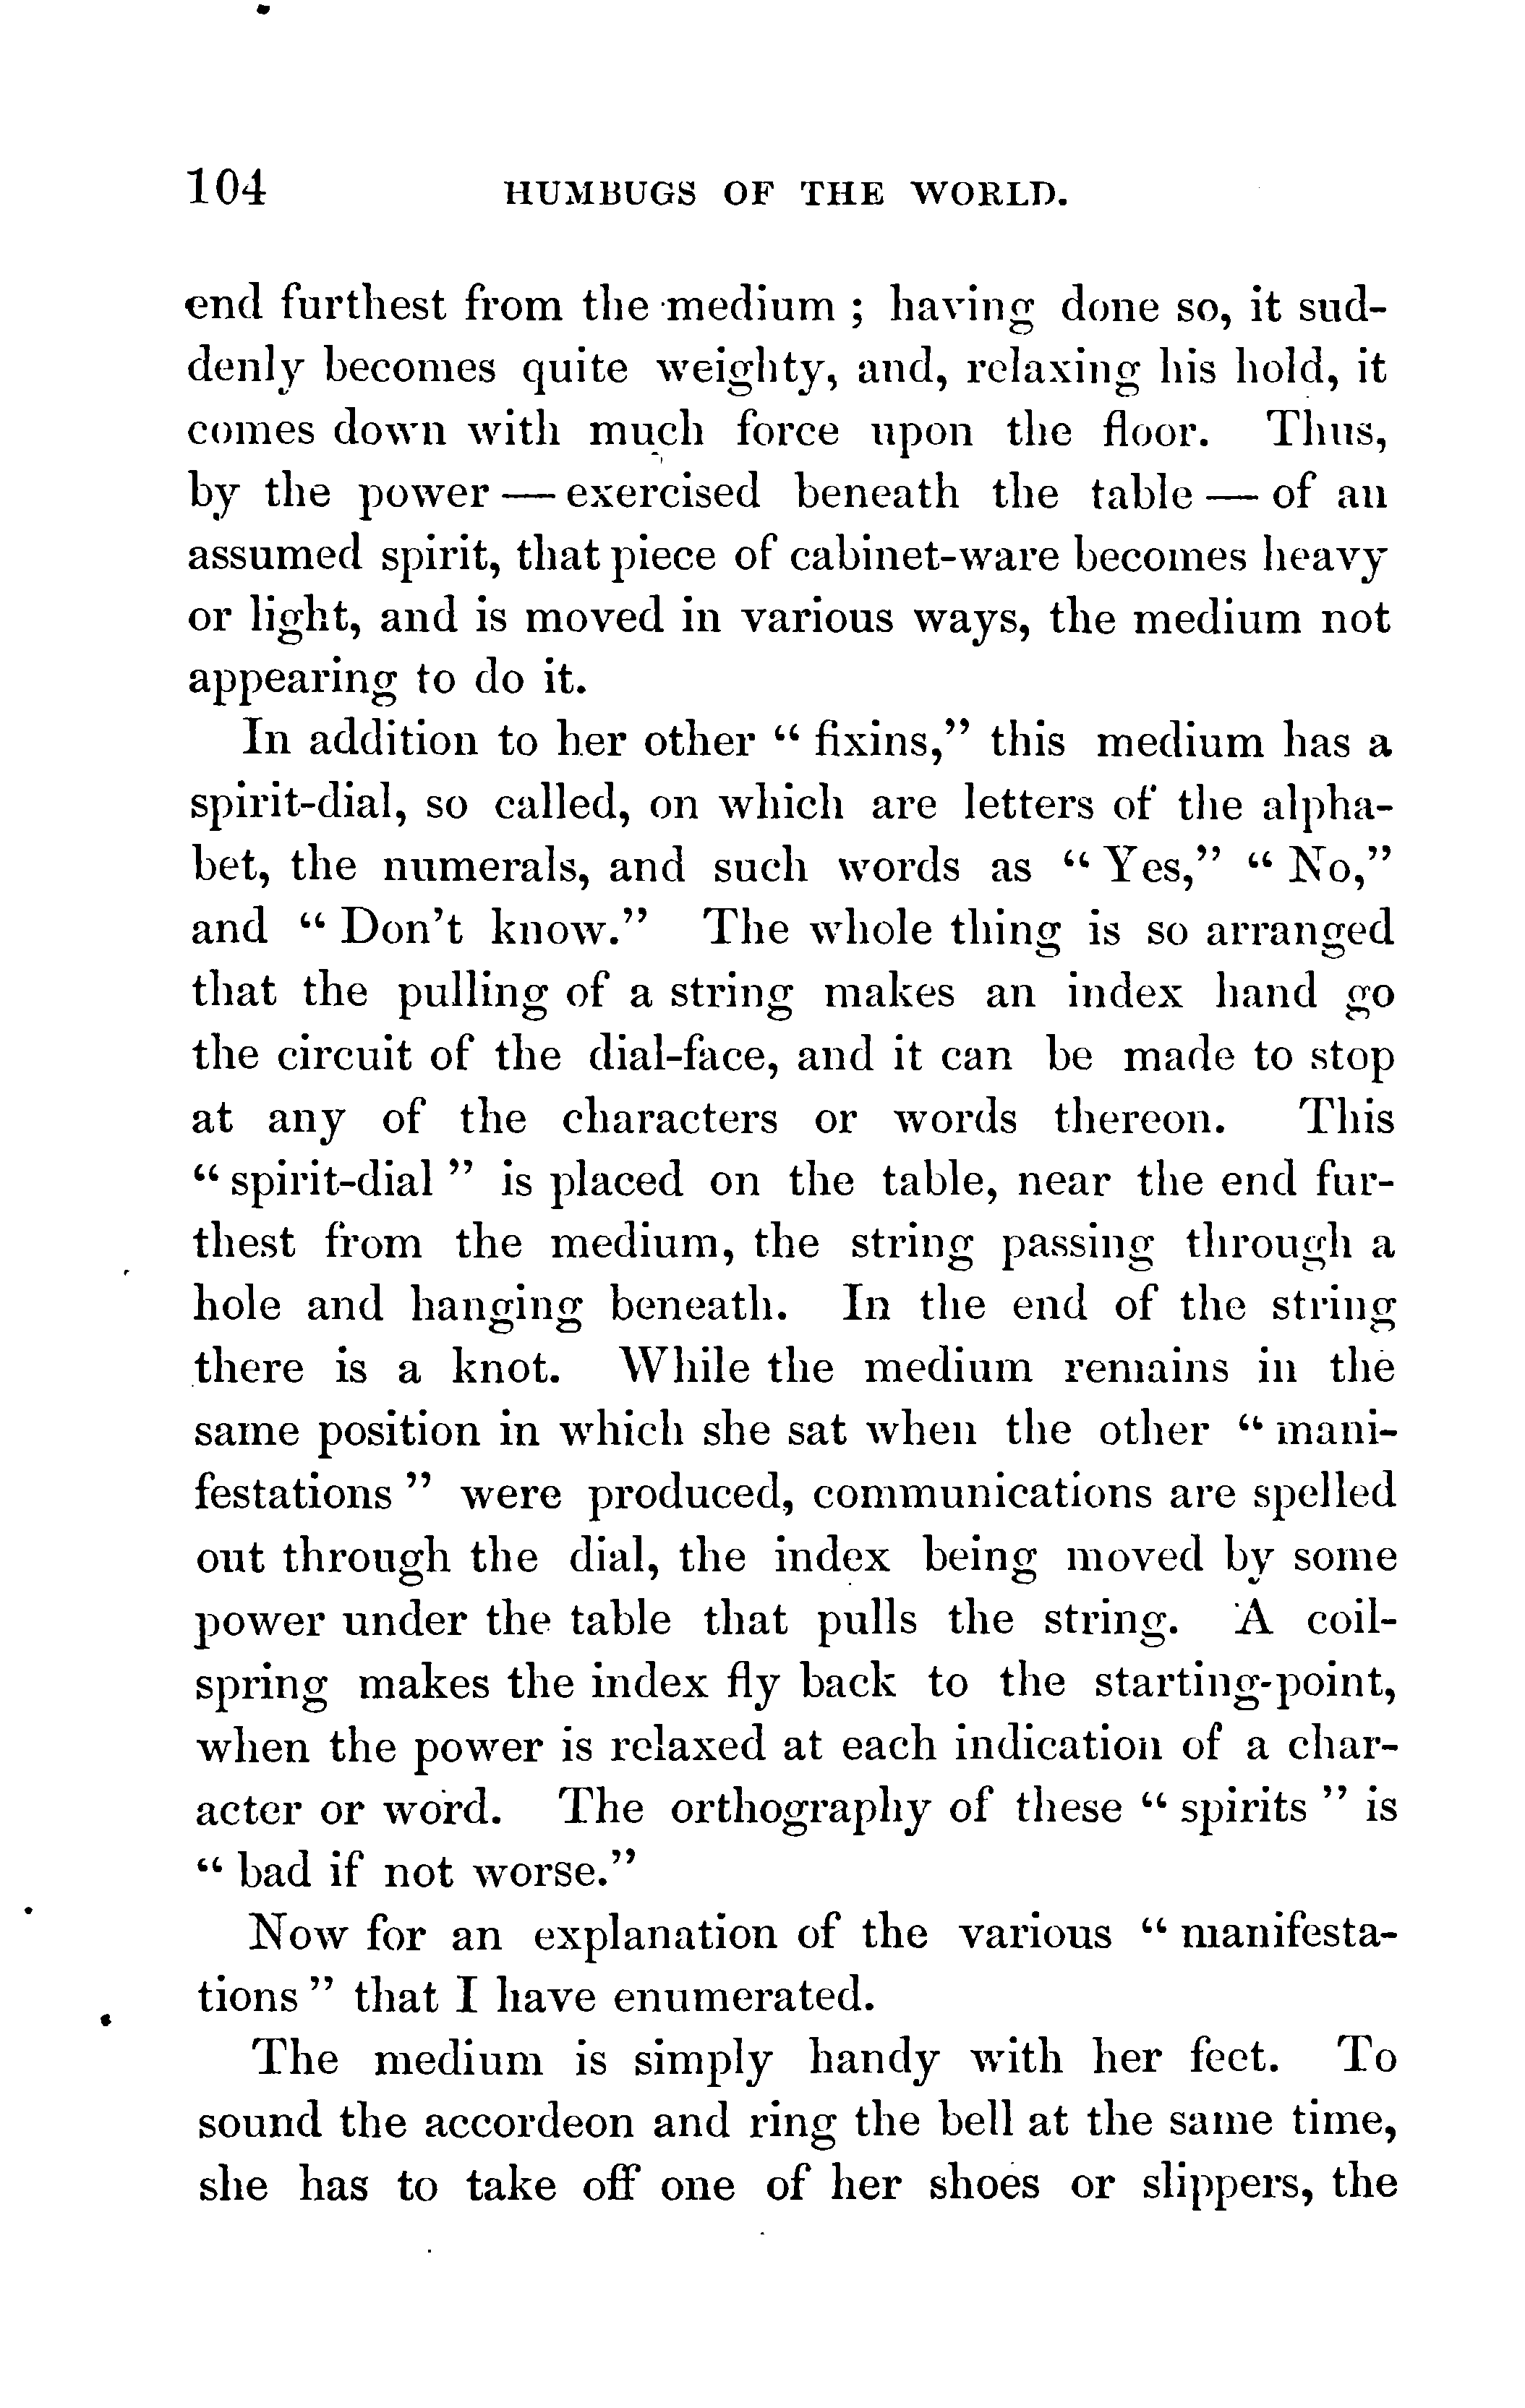 104 HUMBUGS OF THE WORLD.
end furthest from the medium ; having done so, it sud-
denly becomes quite weighty, and, relaxing his hold, it
comes down with much force upon the floor. Thus,
by the power — exercised beneath the table — of an
assumed spirit, that piece of cabinet-ware becomes heavy
or light, and is moved in various ways, the medium not
appearing to do it.
In addition to her other “ fixins,” this medium has a
spirit-dial, so called, on which are letters of the alpha-
bet, the numerals, and such words as “ Yes,” “ No,”
and “ Don’t know.” The whole thing is so arranged
that the pulling of a string makes an index hand go
the circuit of the dial-face, and it can be made to stop
at any of the characters or words thereon. This
“ spirit-dial ” is placed on the table, near the end fur-
thest from the medium, the string passing through a
hole and hanging beneath. In the end of the string
there is a knot. While the medium remains in the
same position in which she sat when the other “ mani-
festations ” were produced, communications are spelled
out through the dial, the index being moved by some
power under the table that pulls the string. A coil-
spring makes the index fly back to the starting-point,
when the power is relaxed at each indication of a char-
acter or word. The orthography of these “ spirits ” is
“ bad if not worse.”
Now for an explanation of the various “ manifesta-
tions ” that I have enumerated.
The medium is simply handy with her feet. To
sound the accordeon and ring the bell at the same time,
she has to take off one of her shoes or slippers, the